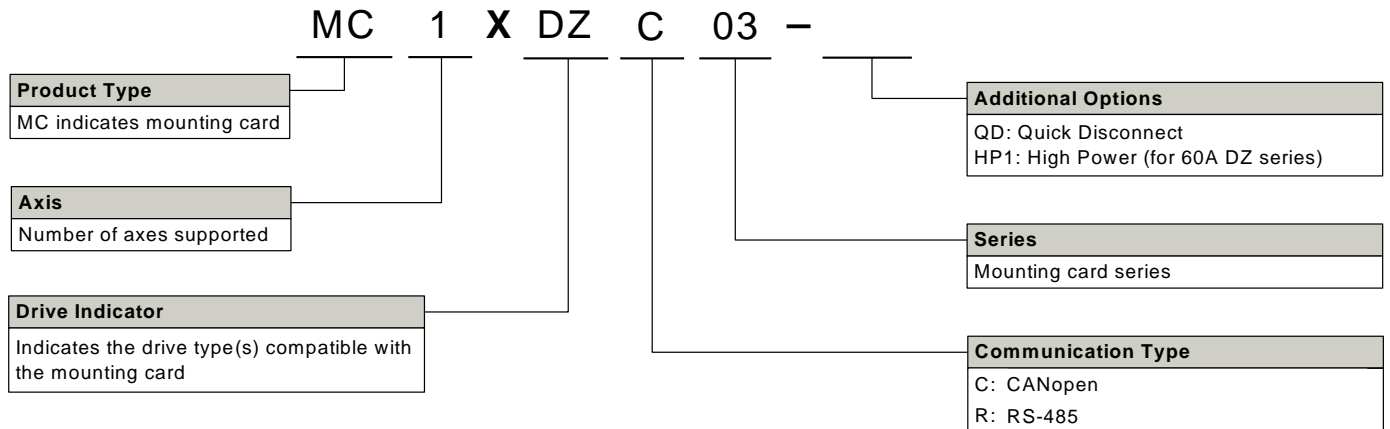 MC 1 X DZ C 03 –
Product Type
MC indicates mounting card
Axis
Number of axes supported
Drive Indicator
Indicates the drive type(s) compatible with
the mounting card
Additional Options
QD: Quick Disconnect
HP1: High Power (for 60A DZ series)
Series
Mounting card series
Communication Type
C: CANopen
R: RS-485